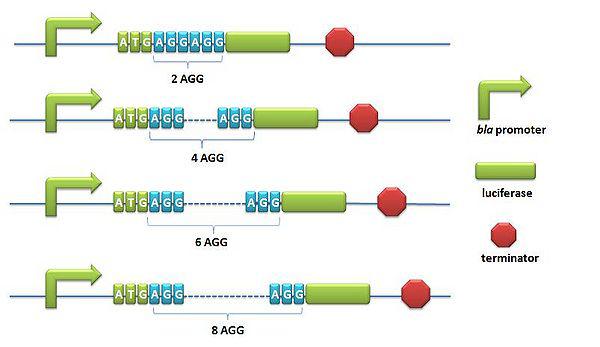 ATGAGGAGG
2 AGG
ATGAGG-----AGG
4 AGG
ATGAGG---------AGG
6 AGG
ATGAGG-------------AGG
8 AGG
bla promoter
luciferase
terminator